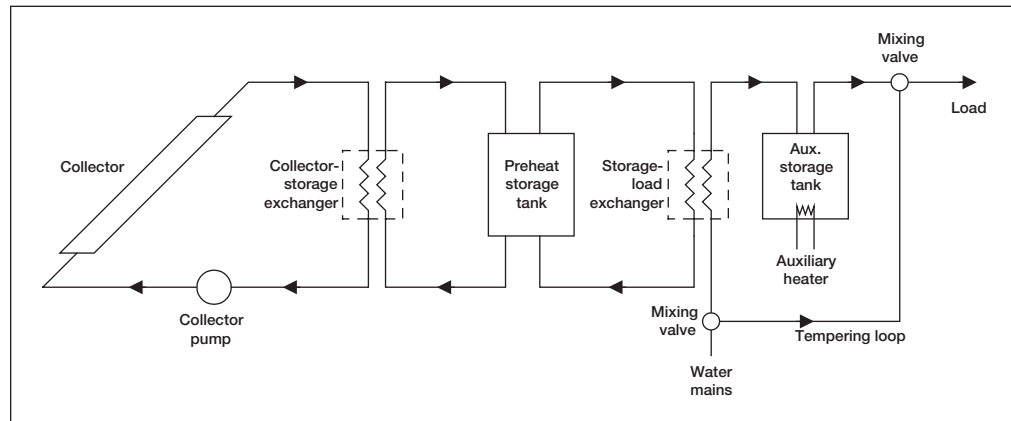 Mixing
valve
Load
Collector
Collector-
storage
exchanger
Preheat
storage
tank
Storage-
load
exchanger
Aux.
storage
tank
Auxiliary
heater
Collector
pump
Mixing
valve
Tempering loop
Water
mains